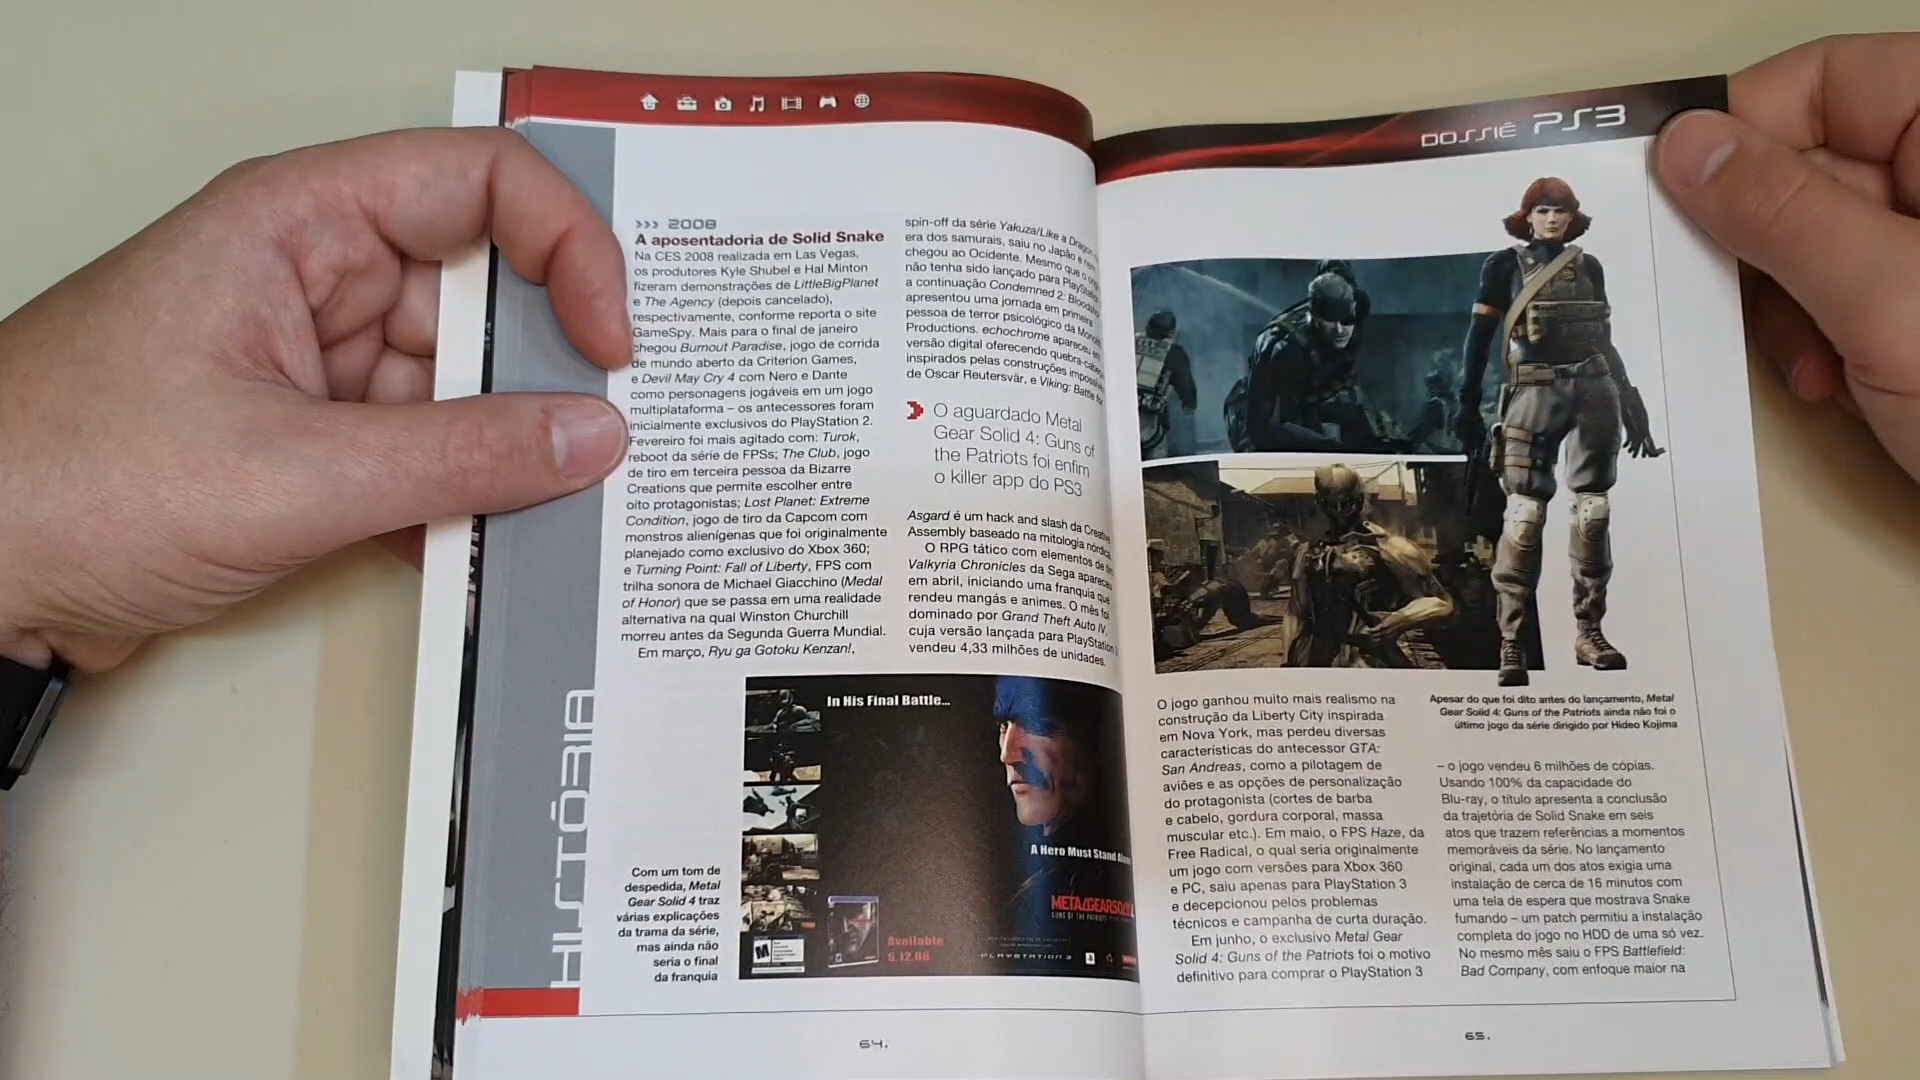 DOSSIÊ PS3
>>> 2008
A aposentadoria de Solid Snake
Na CES 2008 realizada em Las Vegas,
os produtores Kyle Shubel e Hal Minton
fizeram demonstrações de LittleBigPlanet
e The Agency (depois cancelado),
respectivamente, conforme reporta o site
GameSpy. Mais para o final de janeiro
chegou Burnout Paradise, jogo de corrida
de mundo aberto da Criterion Games,
e Devil May Cry 4 com Nero e Dante
como personagens jogáveis em um jogo
multiplataforma – os antecessores foram
inicialmente exclusivos do PlayStation 2.
Fevereiro foi mais agitado com: Turok,
reboot da série de FPSs; The Club, jogo
de tiro em terceira pessoa da Bizarre
Creations que permite escolher entre
oito protagonistas; Lost Planet: Extreme
Condition, jogo de tiro da Capcom com
monstros alienígenas que foi originalmente
planejado como exclusivo do Xbox 360;
e Turning Point: Fall of Liberty, FPS com
trilha sonora de Michael Giacchino (Medal
of Honor) que se passa em uma realidade
alternativa na qual Winston Churchill
morreu antes da Segunda Guerra Mundial.
Em março, Ryu ga Gotoku Kenzan!,
spin-off da série Yakuza/Like a Dragon
era dos samurais, saiu no Japão e
chegou ao Ocidente. Mesmo que o
não tenha sido lançado para PlayStation
a continuação Condemned 2:
apresentou uma jornada em primeira
pessoa de terror psicológico da
Productions. echochrome apareceu
versão digital oferecendo
inspirados pelas construções
de Oscar Reutersvär, e Viking: Battle for
O aguardado Metal
Gear Solid 4: Guns of
the Patriots foi enfim
o killer app do PS3
Asgard é um hack and slash da Creative
Assembly baseado na mitologia nórdica.
O RPG tático com elementos de
Valkyria Chronicles da Sega apareceu
em abril, iniciando uma franquia que
rendeu mangás e animes. O mês foi
dominado por Grand Theft Auto IV,
cuja versão lançada para PlayStation
vendeu 4,33 milhões de unidades.
In His Final Battle...
A Hero Must Stand
METAL GEAR SOLID
GUNS OF THE PATRIOTS
Available
6.12.08
PLAYSTATION 3
M
Com um tom de
despedida, Metal
Gear Solid 4 traz
várias explicações
da trama da série,
mas ainda não
seria o final
da franquia
HISTÓRIA
64.
O jogo ganhou muito mais realismo na
construção da Liberty City inspirada
em Nova York, mas perdeu diversas
características do antecessor GTA:
San Andreas, como a pilotagem de
aviões e as opções de personalização
do protagonista (cortes de barba
e cabelo, gordura corporal, massa
muscular etc.). Em maio, o FPS Haze, da
Free Radical, o qual seria originalmente
um jogo com versões para Xbox 360
e PC, saiu apenas para PlayStation 3
e decepcionou pelos problemas
técnicos e campanha de curta duração.
Em junho, o exclusivo Metal Gear
Solid 4: Guns of the Patriots foi o motivo
definitivo para comprar o PlayStation 3
Apesar do que foi dito antes do lançamento, Metal
Gear Solid 4: Guns of the Patriots ainda não foi o
último jogo da série dirigido por Hideo Kojima
– o jogo vendeu 6 milhões de cópias.
Usando 100% da capacidade do
Blu-ray, o título apresenta a conclusão
da trajetória de Solid Snake em seis
atos que trazem referências a momentos
memoráveis da série. No lançamento
original, cada um dos atos exigia uma
instalação de cerca de 16 minutos com
uma tela de espera que mostrava Snake
fumando – um patch permitiu a instalação
completa do jogo no HDD de uma só vez.
No mesmo mês saiu o FPS Battlefield:
Bad Company, com enfoque maior na
65.